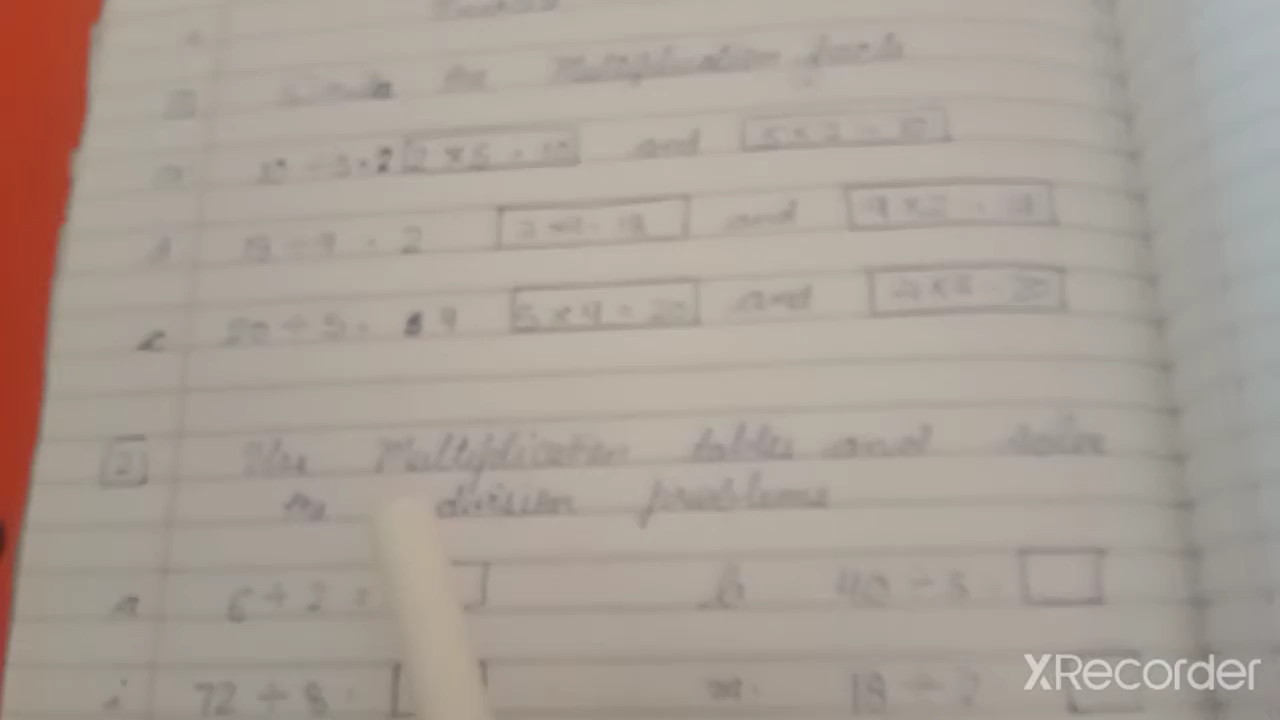 the Multiplication facts
10 ÷ 5 = 2 2 × 5 = 10 and 5 × 2 = 10
18 ÷ 9 = 2 2 × 9 = 18 and 9 × 2 = 18
c 20 ÷ 5 = 4 5 × 4 = 20 and 4 × 5 = 20
2 Use Multiplication tables and solve
the division problems
a 6 ÷ 2 = b 40 ÷ 5 =
i 72 ÷ 8 = 18 ÷ 2
XRecorder